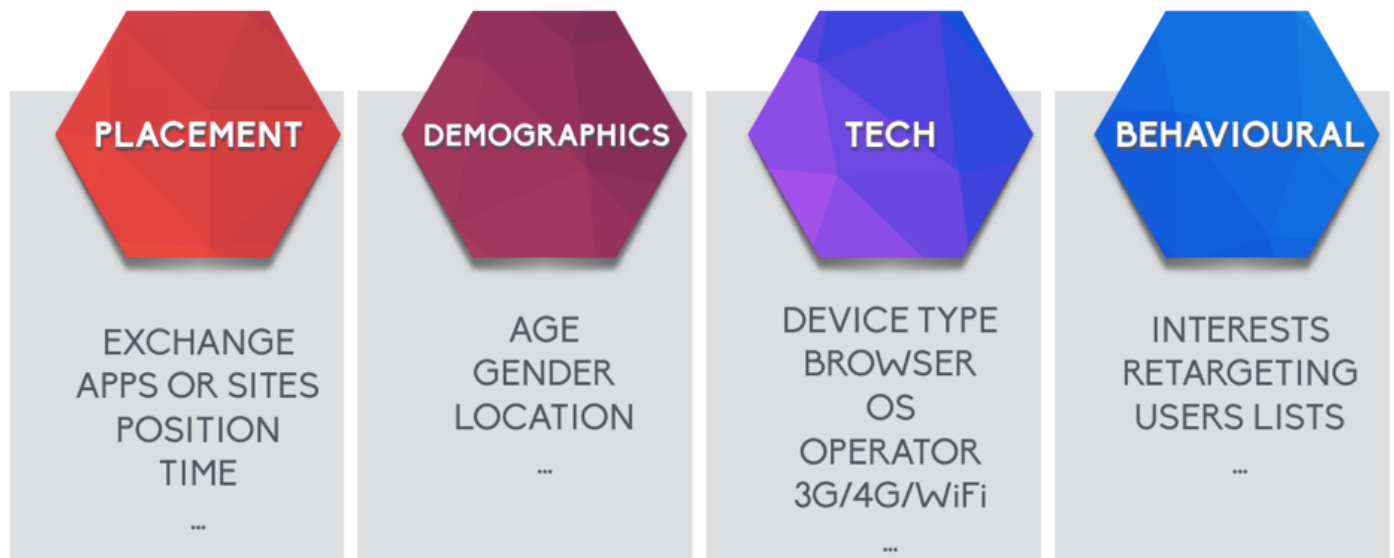 PLACEMENT
EXCHANGE
APPS OR SITES
POSITION
TIME
...
DEMOGRAPHICS
AGE
GENDER
LOCATION
...
TECH
DEVICE TYPE
BROWSER
OS
OPERATOR
3G/4G/WiFi
...
BEHAVIOURAL
INTERESTS
RETARGETING
USERS LISTS
...